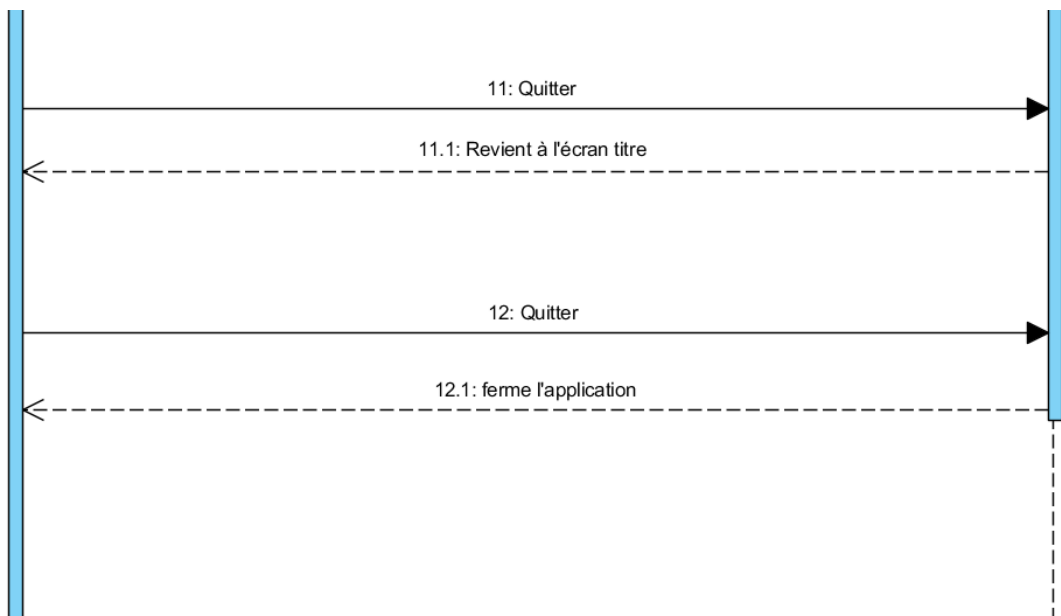 11: Quitter
11.1: Revient à l'écran titre
12: Quitter
12.1: ferme l'application